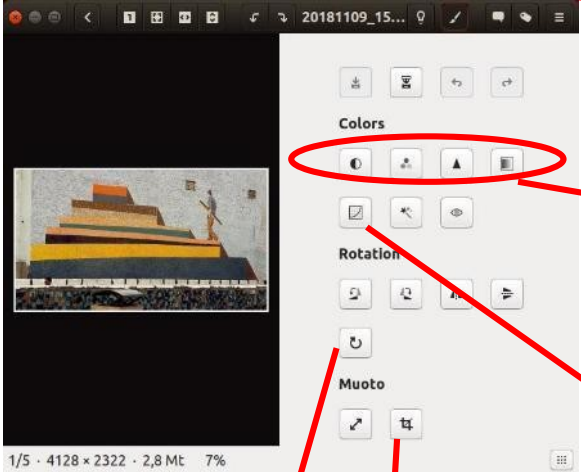 20181109_15...
Colors
Rotation
Muoto
1/5 · 4128 × 2322 · 2,8 Mt 7%